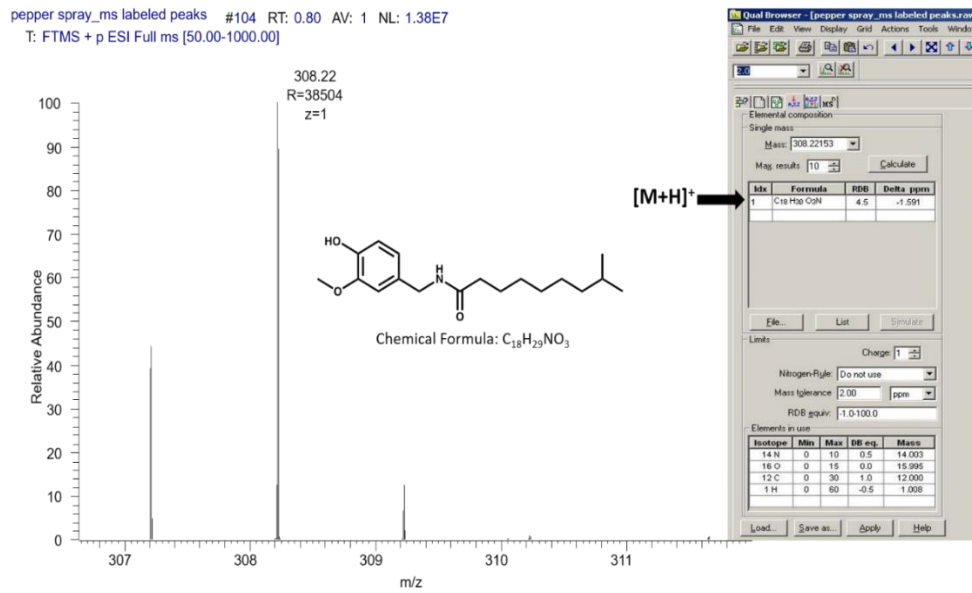 pepper spray_ms labeled peaks #104 RT: 0.80 AV: 1 NL: 1.38E7
T: FTMS + p ESI Full ms [50.00-1000.00]
308.22
R=38504
z=1
100
90
80
70
60
50
40
30
20
10
0
Relative Abundance
307
308
309
310
311
m/z
HO
O
H
N
O
Chemical Formula: C₁₈H₂₉NO₃
[M+H]⁺
Qual Browser - [pepper spray_ms labeled peaks.raw
File Edit View Display Grid Actions Tools Window
2.0
Elemental composition
Single mass
Mass: 308.22153
Max. results 10 Calculate
Idx Formula RDB Delta ppm
1 C18 H30 O3N 4.5 -1.591
File... List Simulate
Limits
Charge: 1
Nitrogen-Rule: Do not use
Mass tolerance 2.00 ppm
RDB equiv: -1.0-100.0
Elements in use
Isotope Min Max DB eq. Mass
14 N 0 10 0.5 14.003
16 O 0 15 0.0 15.995
12 C 0 30 1.0 12.000
1 H 0 60 -0.5 1.008
Load... Save as... Apply Help